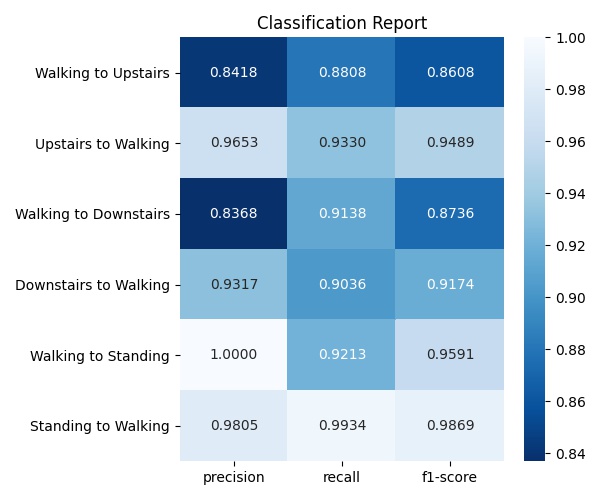 Classification Report
Walking to Upstairs 0.8418 0.8808 0.8608
Upstairs to Walking 0.9653 0.9330 0.9489
Walking to Downstairs 0.8368 0.9138 0.8736
Downstairs to Walking 0.9317 0.9036 0.9174
Walking to Standing 1.0000 0.9213 0.9591
Standing to Walking 0.9805 0.9934 0.9869
precision recall f1-score
1.00
0.98
0.96
0.94
0.92
0.90
0.88
0.86
0.84